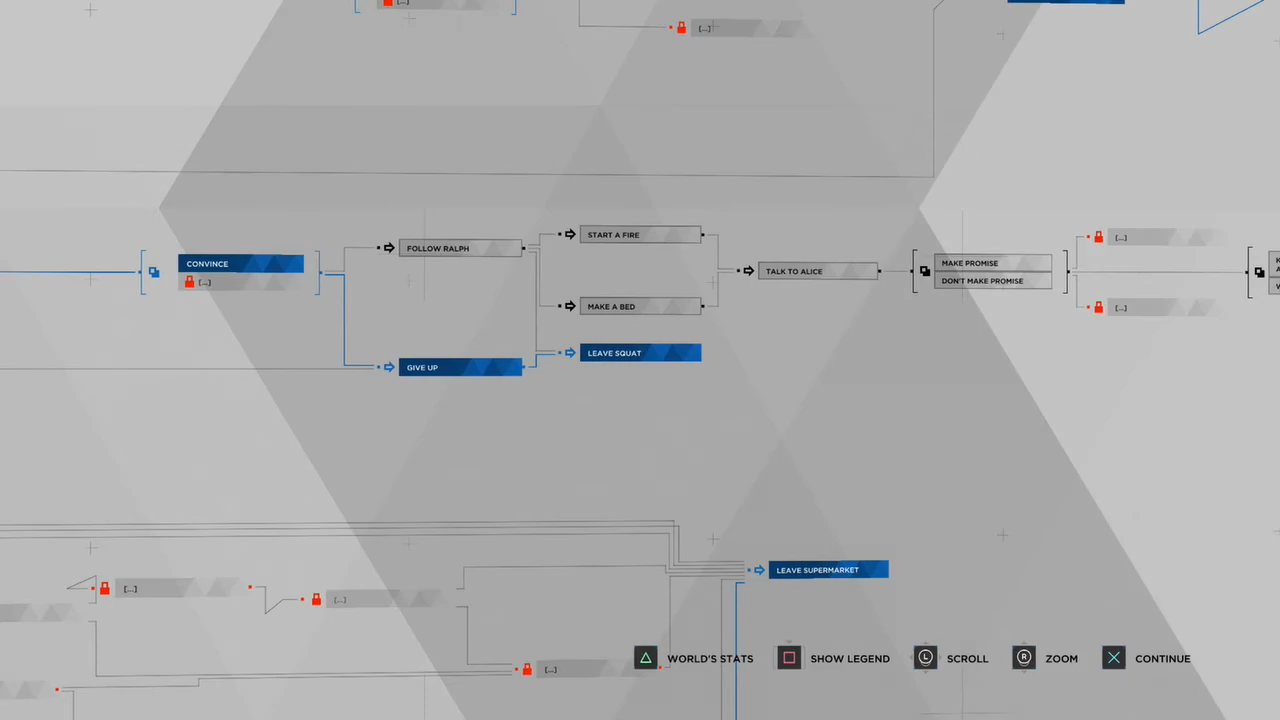 [...]
[...]
CONVINCE
[...]
FOLLOW RALPH
GIVE UP
START A FIRE
MAKE A BED
LEAVE SQUAT
TALK TO ALICE
MAKE PROMISE
DON'T MAKE PROMISE
[...]
[...]
LEAVE SUPERMARKET
[...]
[...]
[...]
WORLD'S STATS
SHOW LEGEND
L
SCROLL
R
ZOOM
CONTINUE